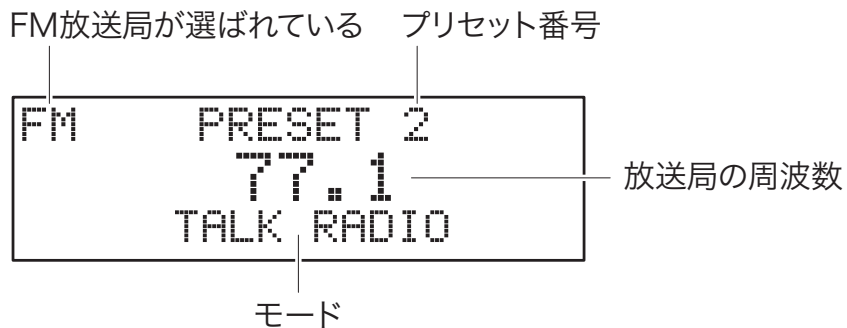 FM放送局が選ばれている プリセット番号
FM PRESET 2
77.1
放送局の周波数
TALK RADIO
モード